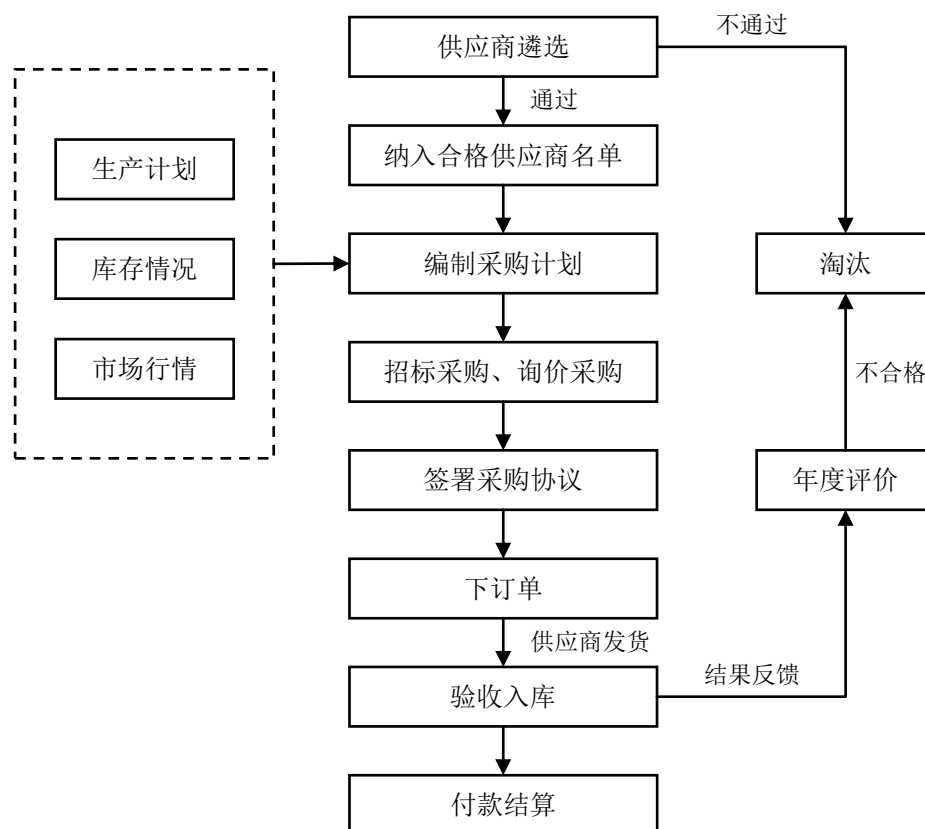 供应商遴选
不通过
通过
纳入合格供应商名单
生产计划
库存情况
市场行情
编制采购计划
淘汰
招标采购、询价采购
不合格
签署采购协议
年度评价
下订单
供应商发货
验收入库
结果反馈
付款结算